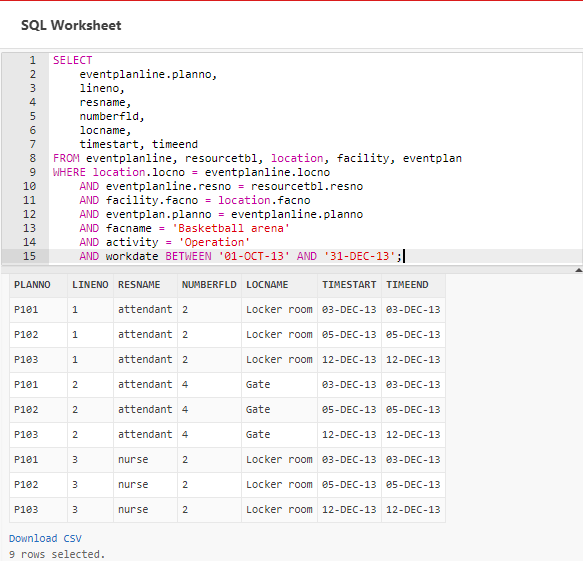 SQL Worksheet
1 SELECT
2 eventplanline.planno,
3 lineno,
4 resname,
5 numberfld,
6 locname,
7 timestart, timeend
8 FROM eventplanline, resourcetbl, location, facility, eventplan
9 WHERE location.locno = eventplanline.locno
10 AND eventplanline.resno = resourcetbl.resno
11 AND facility.facno = location.facno
12 AND eventplan.planno = eventplanline.planno
13 AND facname = 'Basketball arena'
14 AND activity = 'Operation'
15 AND workdate BETWEEN '01-OCT-13' AND '31-DEC-13';
PLANNO LINENO RESNAME NUMBERFLD LOCNAME TIMESTART TIMEEND
P101 1 attendant 2 Locker room 03-DEC-13 03-DEC-13
P102 1 attendant 2 Locker room 05-DEC-13 05-DEC-13
P103 1 attendant 2 Locker room 12-DEC-13 12-DEC-13
P101 2 attendant 4 Gate 03-DEC-13 03-DEC-13
P102 2 attendant 4 Gate 05-DEC-13 05-DEC-13
P103 2 attendant 4 Gate 12-DEC-13 12-DEC-13
P101 3 nurse 2 Locker room 03-DEC-13 03-DEC-13
P102 3 nurse 2 Locker room 05-DEC-13 05-DEC-13
P103 3 nurse 2 Locker room 12-DEC-13 12-DEC-13
Download CSV
9 rows selected.